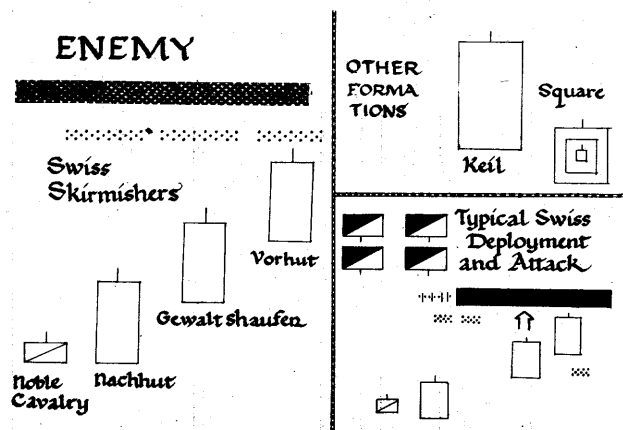 ENEMY
Swiss
Skirmishers
Vorhut
Gewalt shaufen
Nachhut
Noble
Cavalry
OTHER
FORMA
TIONS
Keil
Square
Typical Swiss
Deployment
and Attack